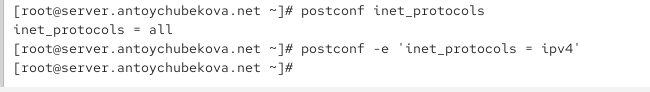 [root@server.antoychubekova.net ~]# postconf inet_protocols
inet_protocols = all
[root@server.antoychubekova.net ~]# postconf -e 'inet_protocols = ipv4'
[root@server.antoychubekova.net ~]#